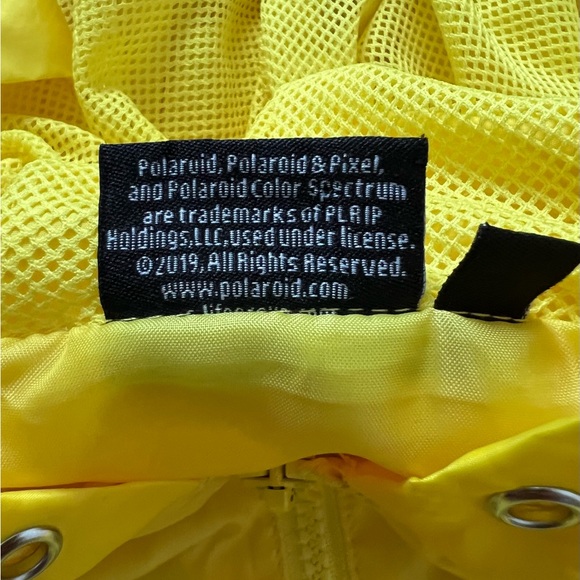 Polaroid, Polaroid & Pixel,
and Polaroid Color Spectrum
are trademarks of PLR IP
Holdings, LLC, used under license.
©2019. All Rights Reserved.
www.polaroid.com